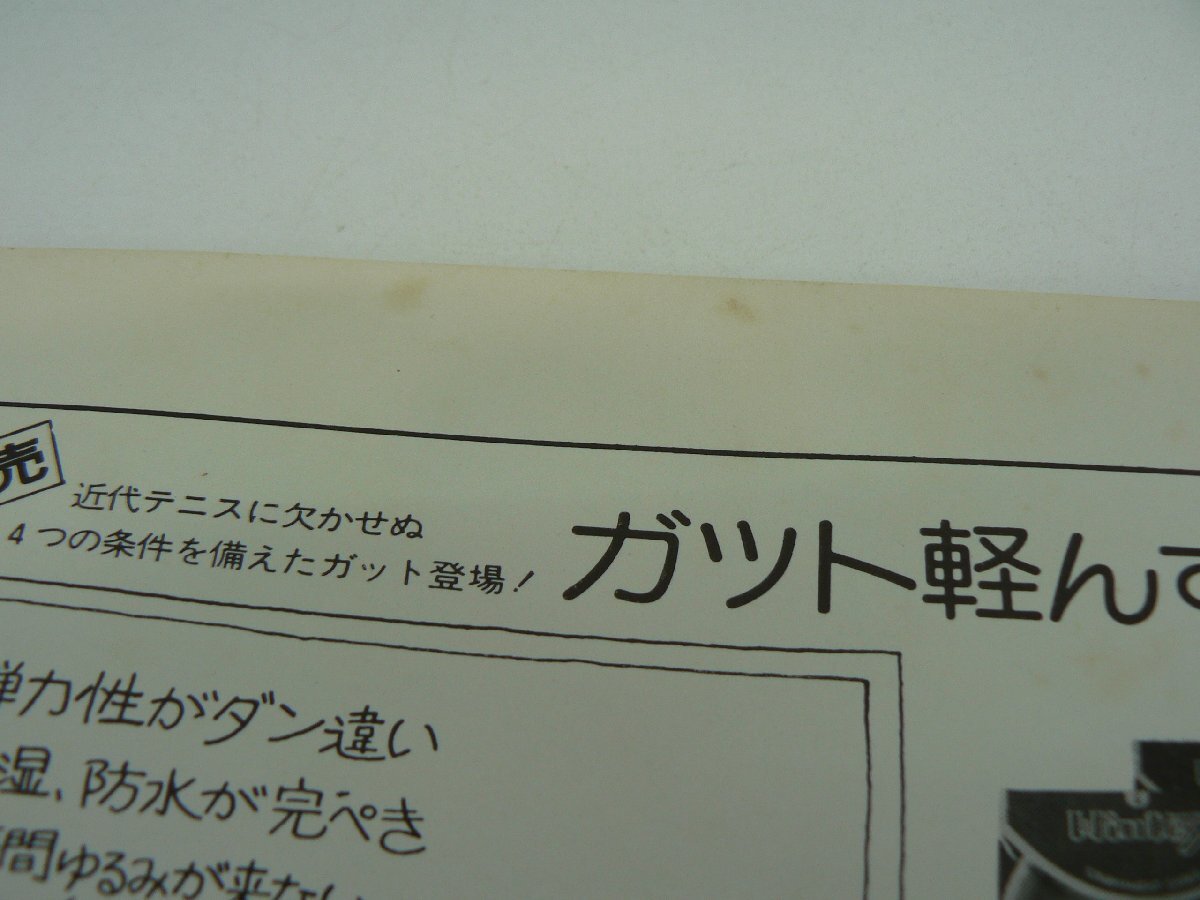 売
近代テニスに欠かせぬ
4つの条件を備えたガット登場!
ガット軽んす
弾力性がダン違い
湿、防水が完ぺき
間ゆるみが来ない